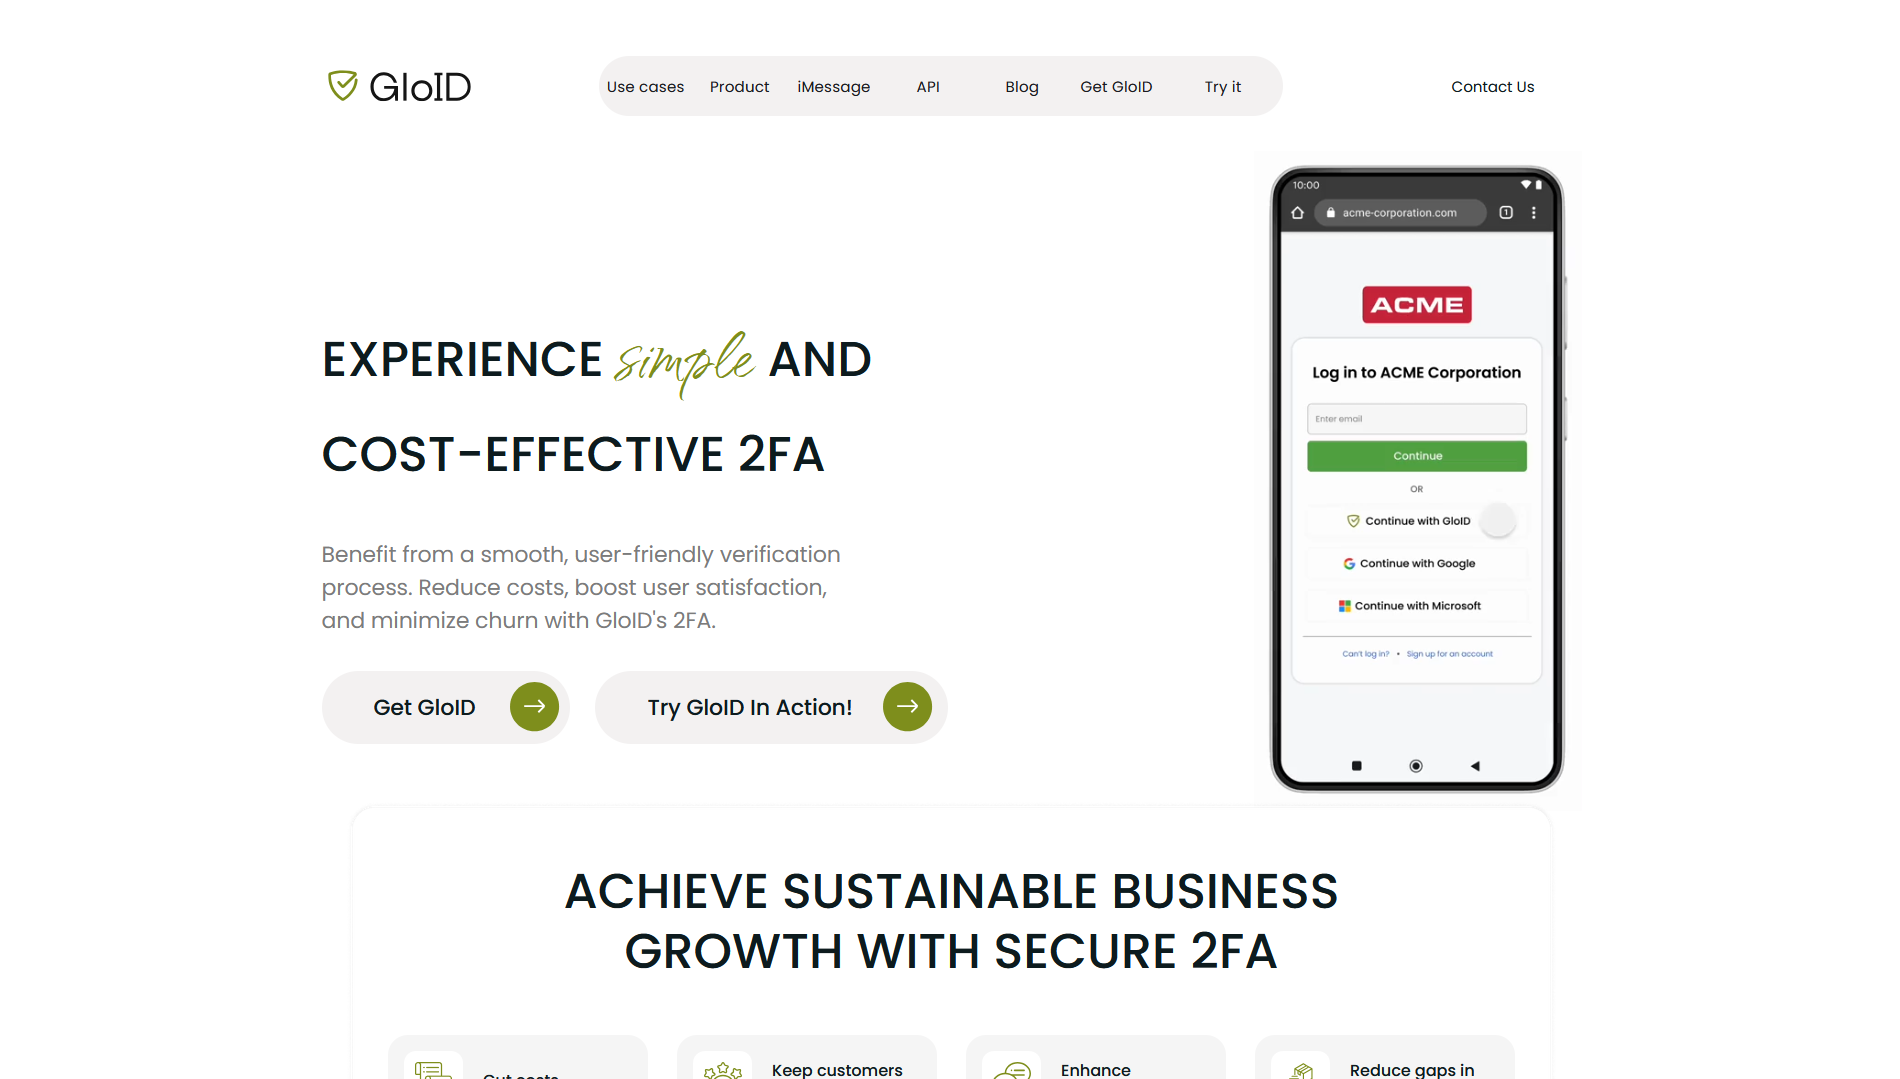 GloID
Use cases
Product
iMessage
API
Blog
Get GloID
Try it
Contact Us
EXPERIENCE simple AND
COST-EFFECTIVE 2FA
Benefit from a smooth, user-friendly verification
process. Reduce costs, boost user satisfaction,
and minimize churn with GloID's 2FA.
Get GloID
Try GloID In Action!
10:00
acme-corporation.com
1
ACME
Log in to ACME Corporation
Enter email
Continue
OR
Continue with GloID
Continue with Google
Continue with Microsoft
Can't log in? • Sign up for an account
ACHIEVE SUSTAINABLE BUSINESS
GROWTH WITH SECURE 2FA
Cut costs
Keep customers
Enhance
Reduce gaps in